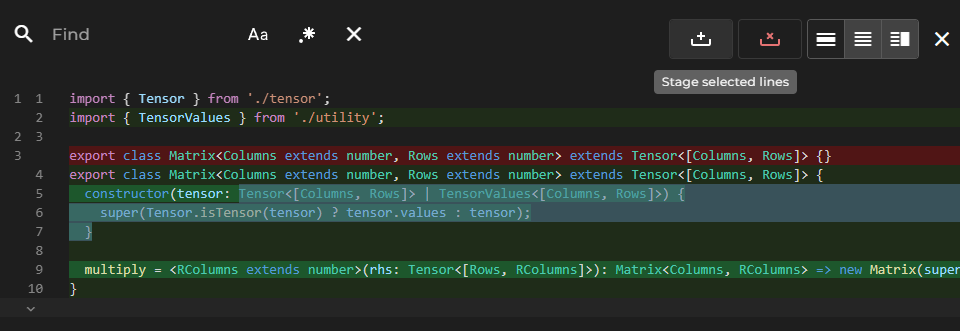 Find Aa .*
Stage selected lines
1 1 import { Tensor } from './tensor';
2 import { TensorValues } from './utility';
2 3
3 export class Matrix<Columns extends number, Rows extends number> extends Tensor<[Columns, Rows]> {}
4 export class Matrix<Columns extends number, Rows extends number> extends Tensor<[Columns, Rows]> {
5 constructor(tensor: Tensor<[Columns, Rows]> | TensorValues<[Columns, Rows]>) {
6 super(Tensor.isTensor(tensor) ? tensor.values : tensor);
7 }
8
9 multiply = <RColumns extends number>(rhs: Tensor<[Rows, RColumns]>): Matrix<Columns, RColumns> => new Matrix(super
10 }